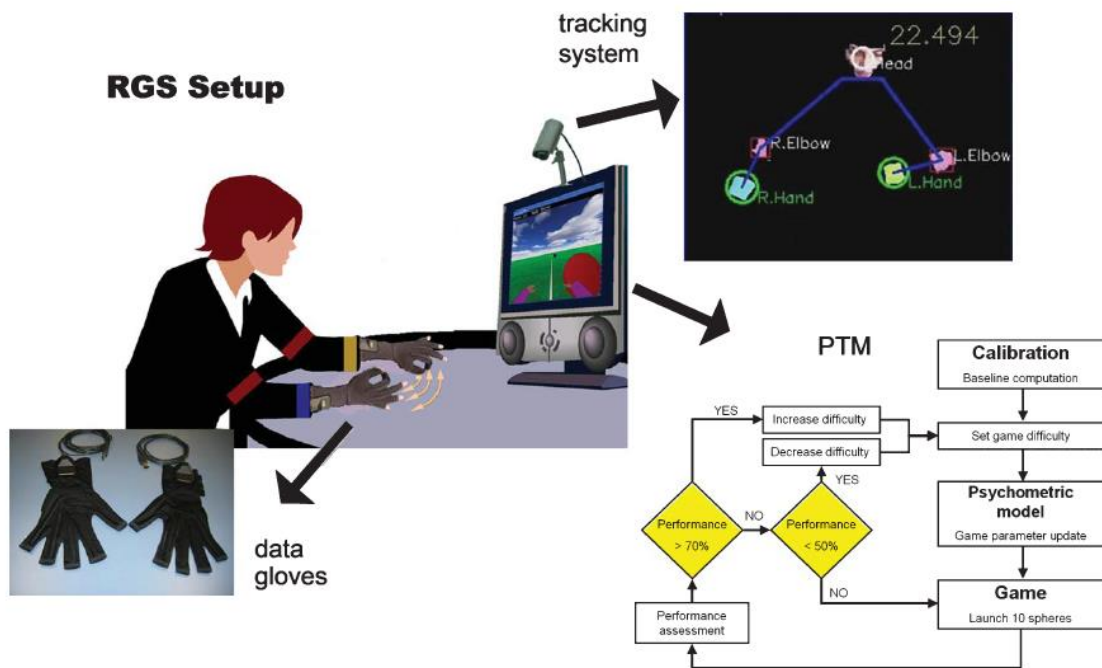 RGS Setup
tracking
system
22.494
Head
R.Elbow
L.Elbow
R.Hand
L.Hand
data
gloves
PTM
Calibration
Baseline computation
YES
Increase difficulty
Set game difficulty
Decrease difficulty
YES
Performance
> 70%
NO
Performance
< 50%
Psychometric
model
Game parameter update
NO
Game
Launch 10 spheres
Performance
assessment